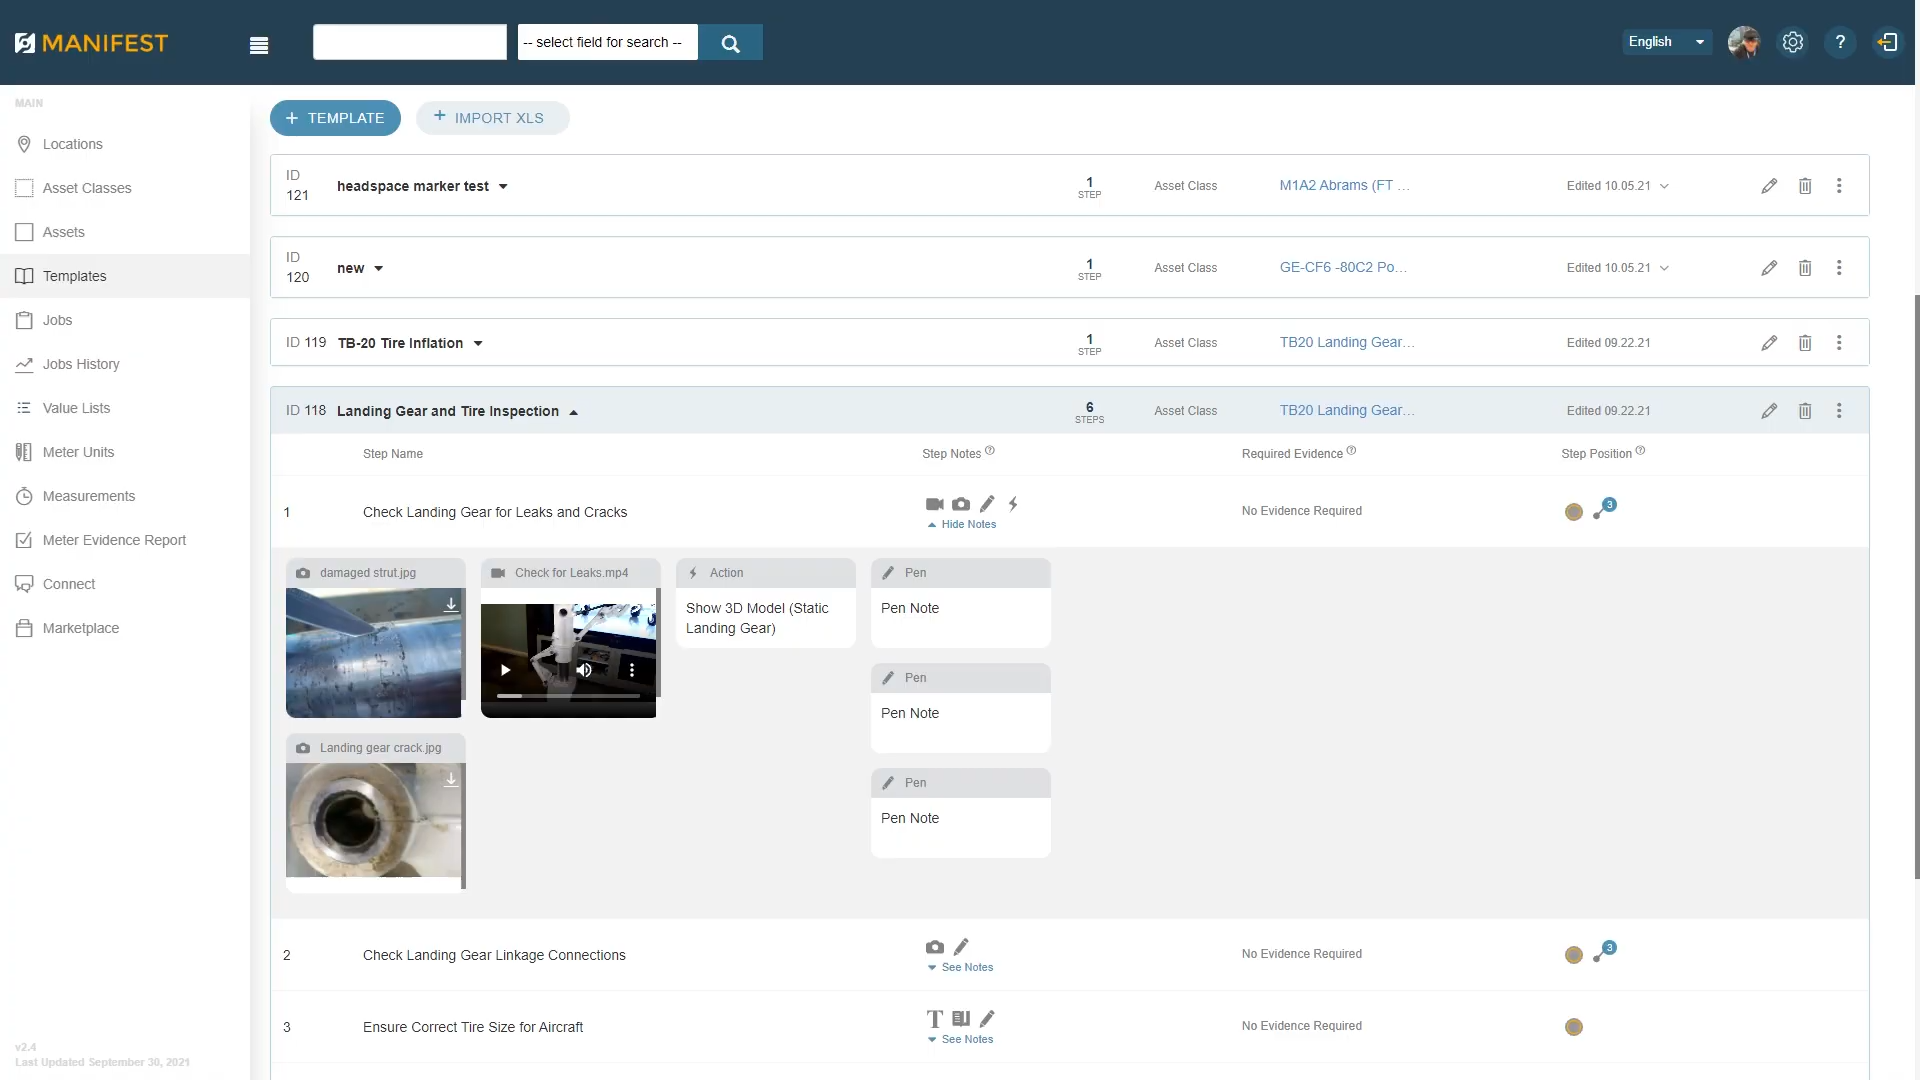 MANIFEST
-- select field for search --
English
?
MAIN
Locations
Asset Classes
Assets
Templates
Jobs
Jobs History
Value Lists
Meter Units
Measurements
Meter Evidence Report
Connect
Marketplace
v2.4
Last Updated September 30, 2021
+ TEMPLATE
+ IMPORT XLS
ID 121 headspace marker test 1 STEP Asset Class M1A2 Abrams (FT ... Edited 10.05.21
ID 120 new 1 STEP Asset Class GE-CF6 -80C2 Po... Edited 10.05.21
ID 119 TB-20 Tire Inflation 1 STEP Asset Class TB20 Landing Gear... Edited 09.22.21
ID 118 Landing Gear and Tire Inspection 6 STEPS Asset Class TB20 Landing Gear... Edited 09.22.21
Step Name Step Notes ? Required Evidence ? Step Position ?
1 Check Landing Gear for Leaks and Cracks No Evidence Required 3
Hide Notes
damaged strut.jpg
Check for Leaks.mp4
Action
Show 3D Model (Static
Landing Gear)
Pen
Pen Note
Pen
Pen Note
Landing gear crack.jpg
Pen
Pen Note
2 Check Landing Gear Linkage Connections No Evidence Required 3
See Notes
3 Ensure Correct Tire Size for Aircraft T No Evidence Required
See Notes